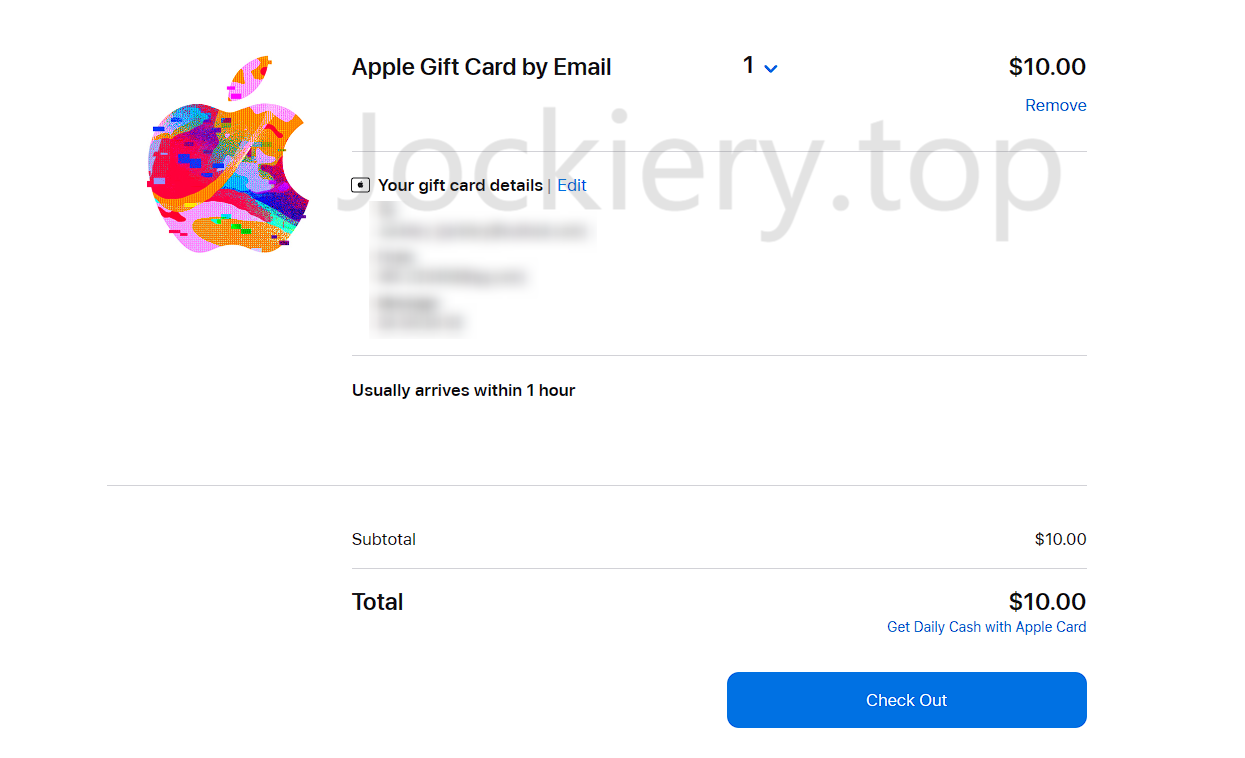 Apple Gift Card by Email 1 $10.00
Remove
Jockiery.top
Your gift card details | Edit
Usually arrives within 1 hour
Subtotal $10.00
Total $10.00
Get Daily Cash with Apple Card
Check Out